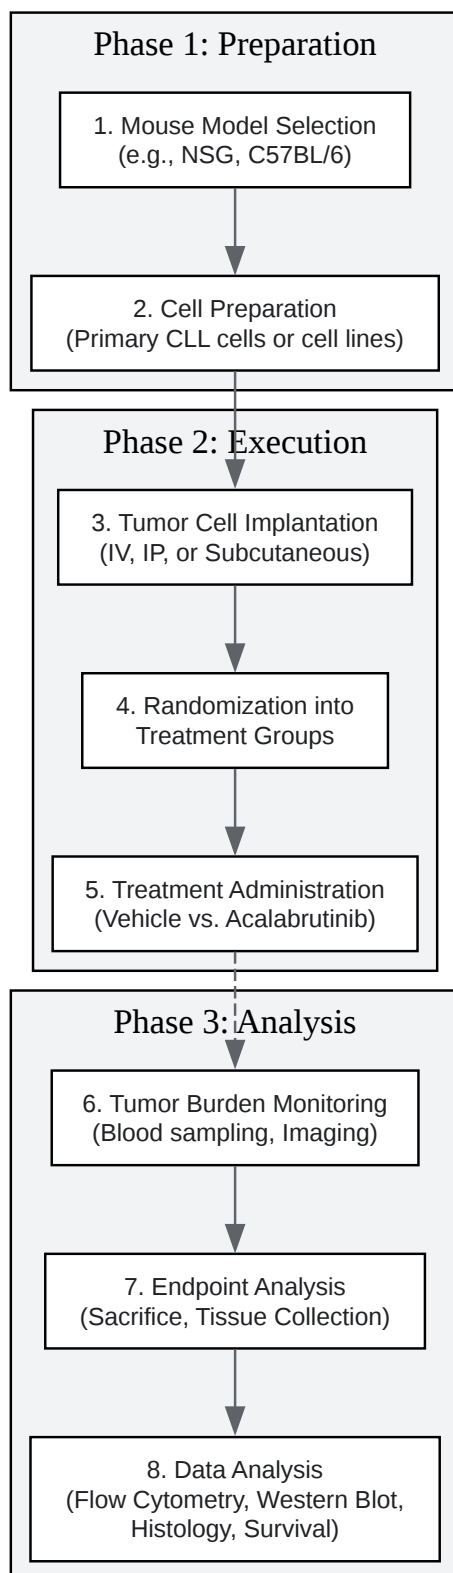 Phase 1: Preparation
1. Mouse Model Selection
(e.g., NSG, C57BL/6)
2. Cell Preparation
(Primary CLL cells or cell lines)
Phase 2: Execution
3. Tumor Cell Implantation
(IV, IP, or Subcutaneous)
4. Randomization into
Treatment Groups
5. Treatment Administration
(Vehicle vs. Acalabrutinib)
Phase 3: Analysis
6. Tumor Burden Monitoring
(Blood sampling, Imaging)
7. Endpoint Analysis
(Sacrifice, Tissue Collection)
8. Data Analysis
(Flow Cytometry, Western Blot,
Histology, Survival)